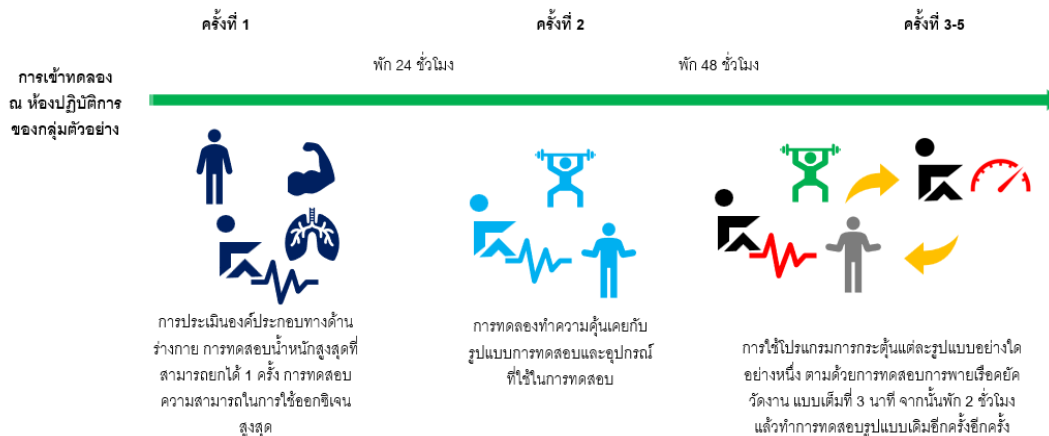 ครั้งที่ 1
ครั้งที่ 2
ครั้งที่ 3-5
พัก 24 ชั่วโมง
พัก 48 ชั่วโมง
การเข้าทดลอง
ณ ห้องปฏิบัติการ
ของกลุ่มตัวอย่าง
การประเมินองค์ประกอบทางด้าน
ร่างกาย การทดสอบน้ำหนักสูงสุดที่
สามารถยกได้ 1 ครั้ง การทดสอบ
ความสามารถในการใช้ออกซิเจน
สูงสุด
การทดลองทำความคุ้นเคยกับ
รูปแบบการทดสอบและอุปกรณ์
ที่ใช้ในการทดสอบ
การใช้โปรแกรมการกระตุ้นแต่ละรูปแบบอย่างใด
อย่างหนึ่ง ตามด้วยการทดสอบการพายเรือคยัค
วัดงาน แบบเต็มที่ 3 นาที จากนั้นพัก 2 ชั่วโมง
แล้วทำการทดสอบรูปแบบเดิมอีกครั้งอีกครั้ง